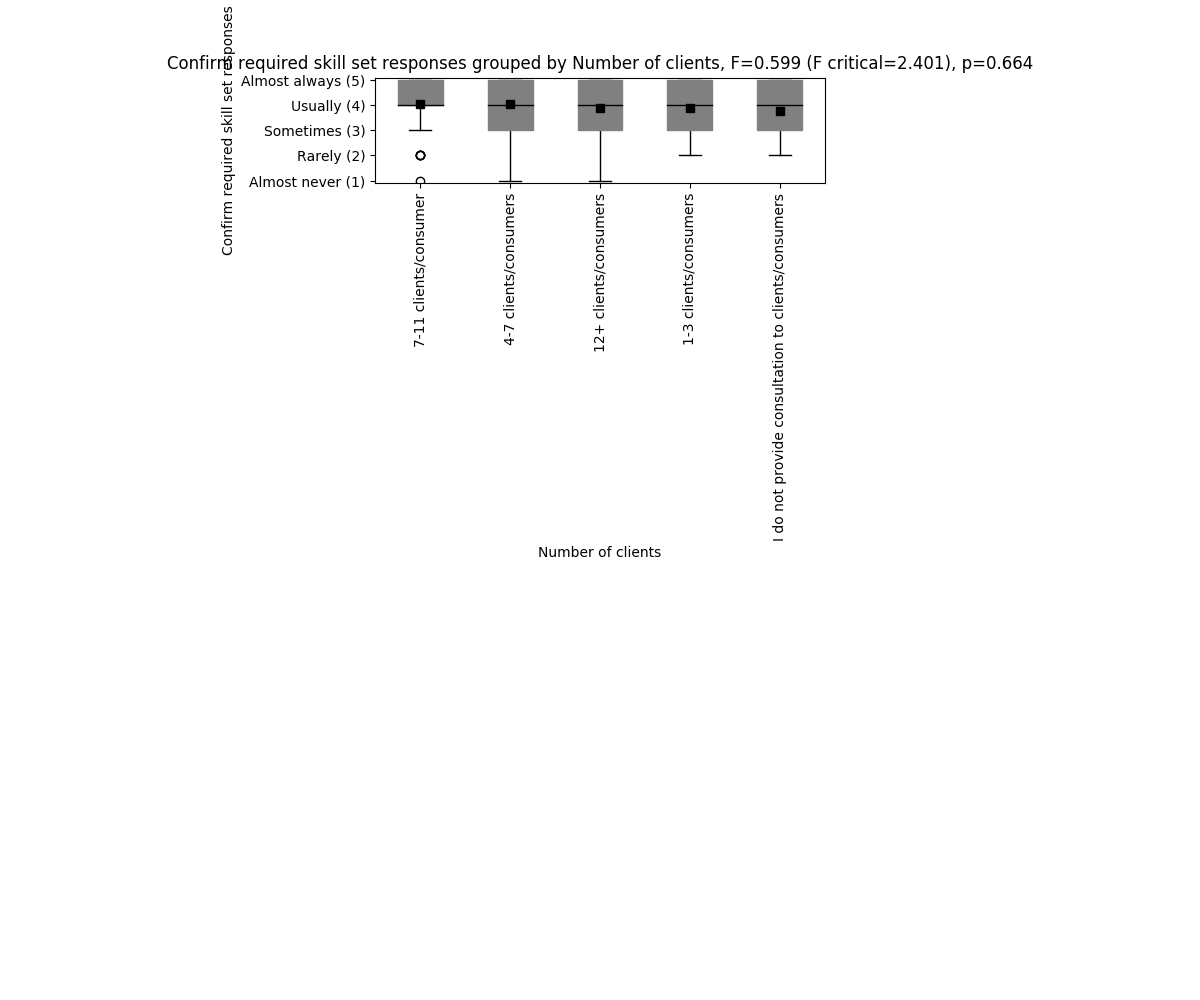 Confirm required skill set responses grouped by Number of clients, F=0.599 (F critical=2.401), p=0.664
Confirm required skill set responses
Almost always (5)
Usually (4)
Sometimes (3)
Rarely (2)
Almost never (1)
7-11 clients/consumer
4-7 clients/consumers
12+ clients/consumers
1-3 clients/consumers
I do not provide consultation to clients/consumers
Number of clients